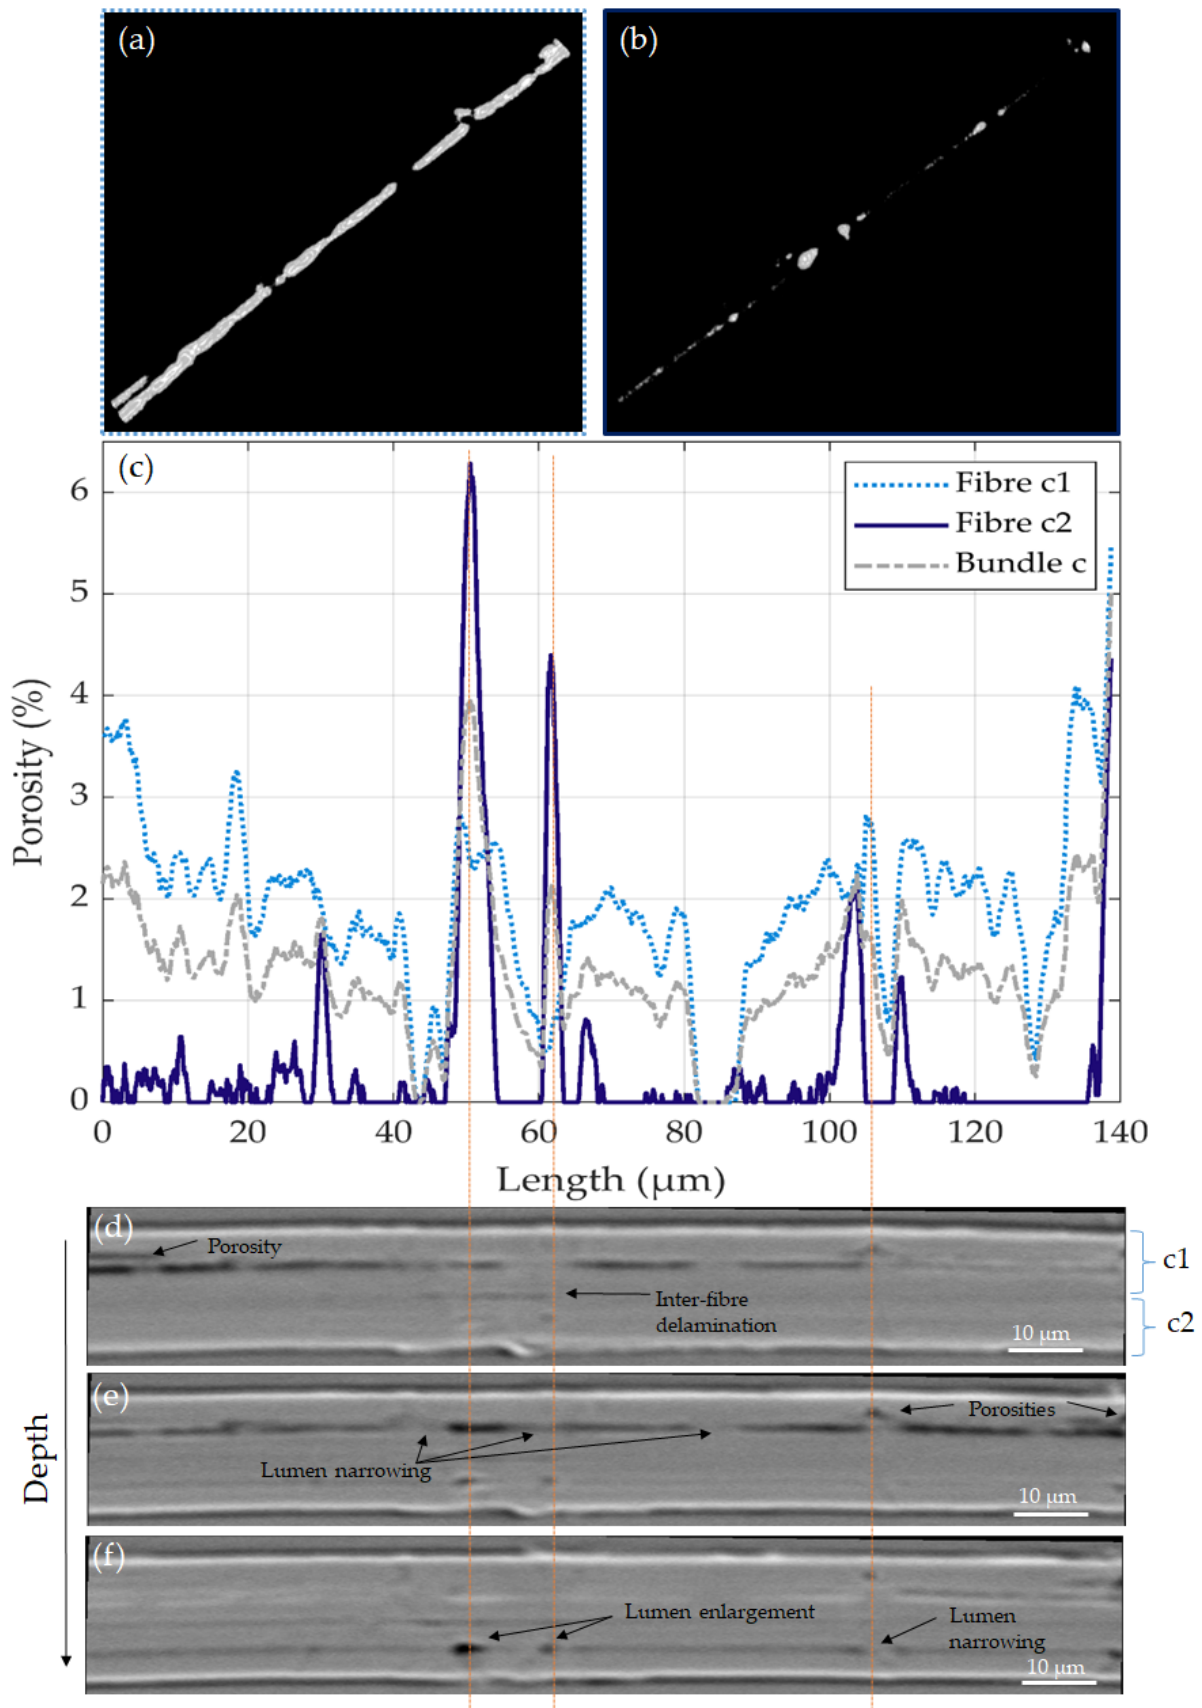 (a)
(b)
(c)
Fibre c1
Fibre c2
Bundle c
Porosity (%)
6
5
4
3
2
1
0
0 20 40 60 80 100 120 140
Length (μm)
Depth
(d)
Porosity
Inter-fibre
delamination
10 μm
c1
c2
(e)
Porosities
Lumen narrowing
10 μm
(f)
Lumen enlargement
Lumen
narrowing
10 μm